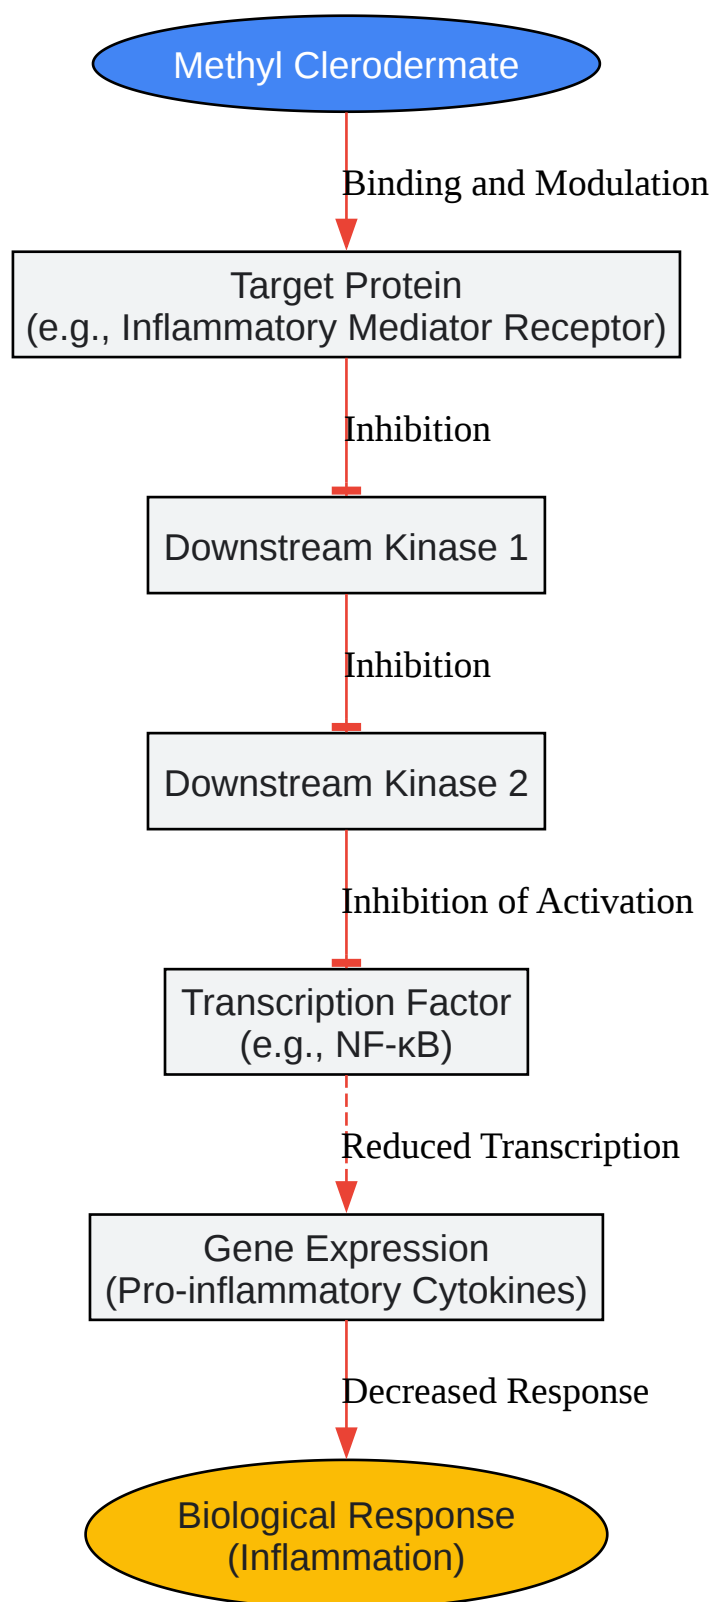 Methyl Clerodermate
Binding and Modulation
Target Protein
(e.g., Inflammatory Mediator Receptor)
Inhibition
Downstream Kinase 1
Inhibition
Downstream Kinase 2
Inhibition of Activation
Transcription Factor
(e.g., NF-κB)
Reduced Transcription
Gene Expression
(Pro-inflammatory Cytokines)
Decreased Response
Biological Response
(Inflammation)